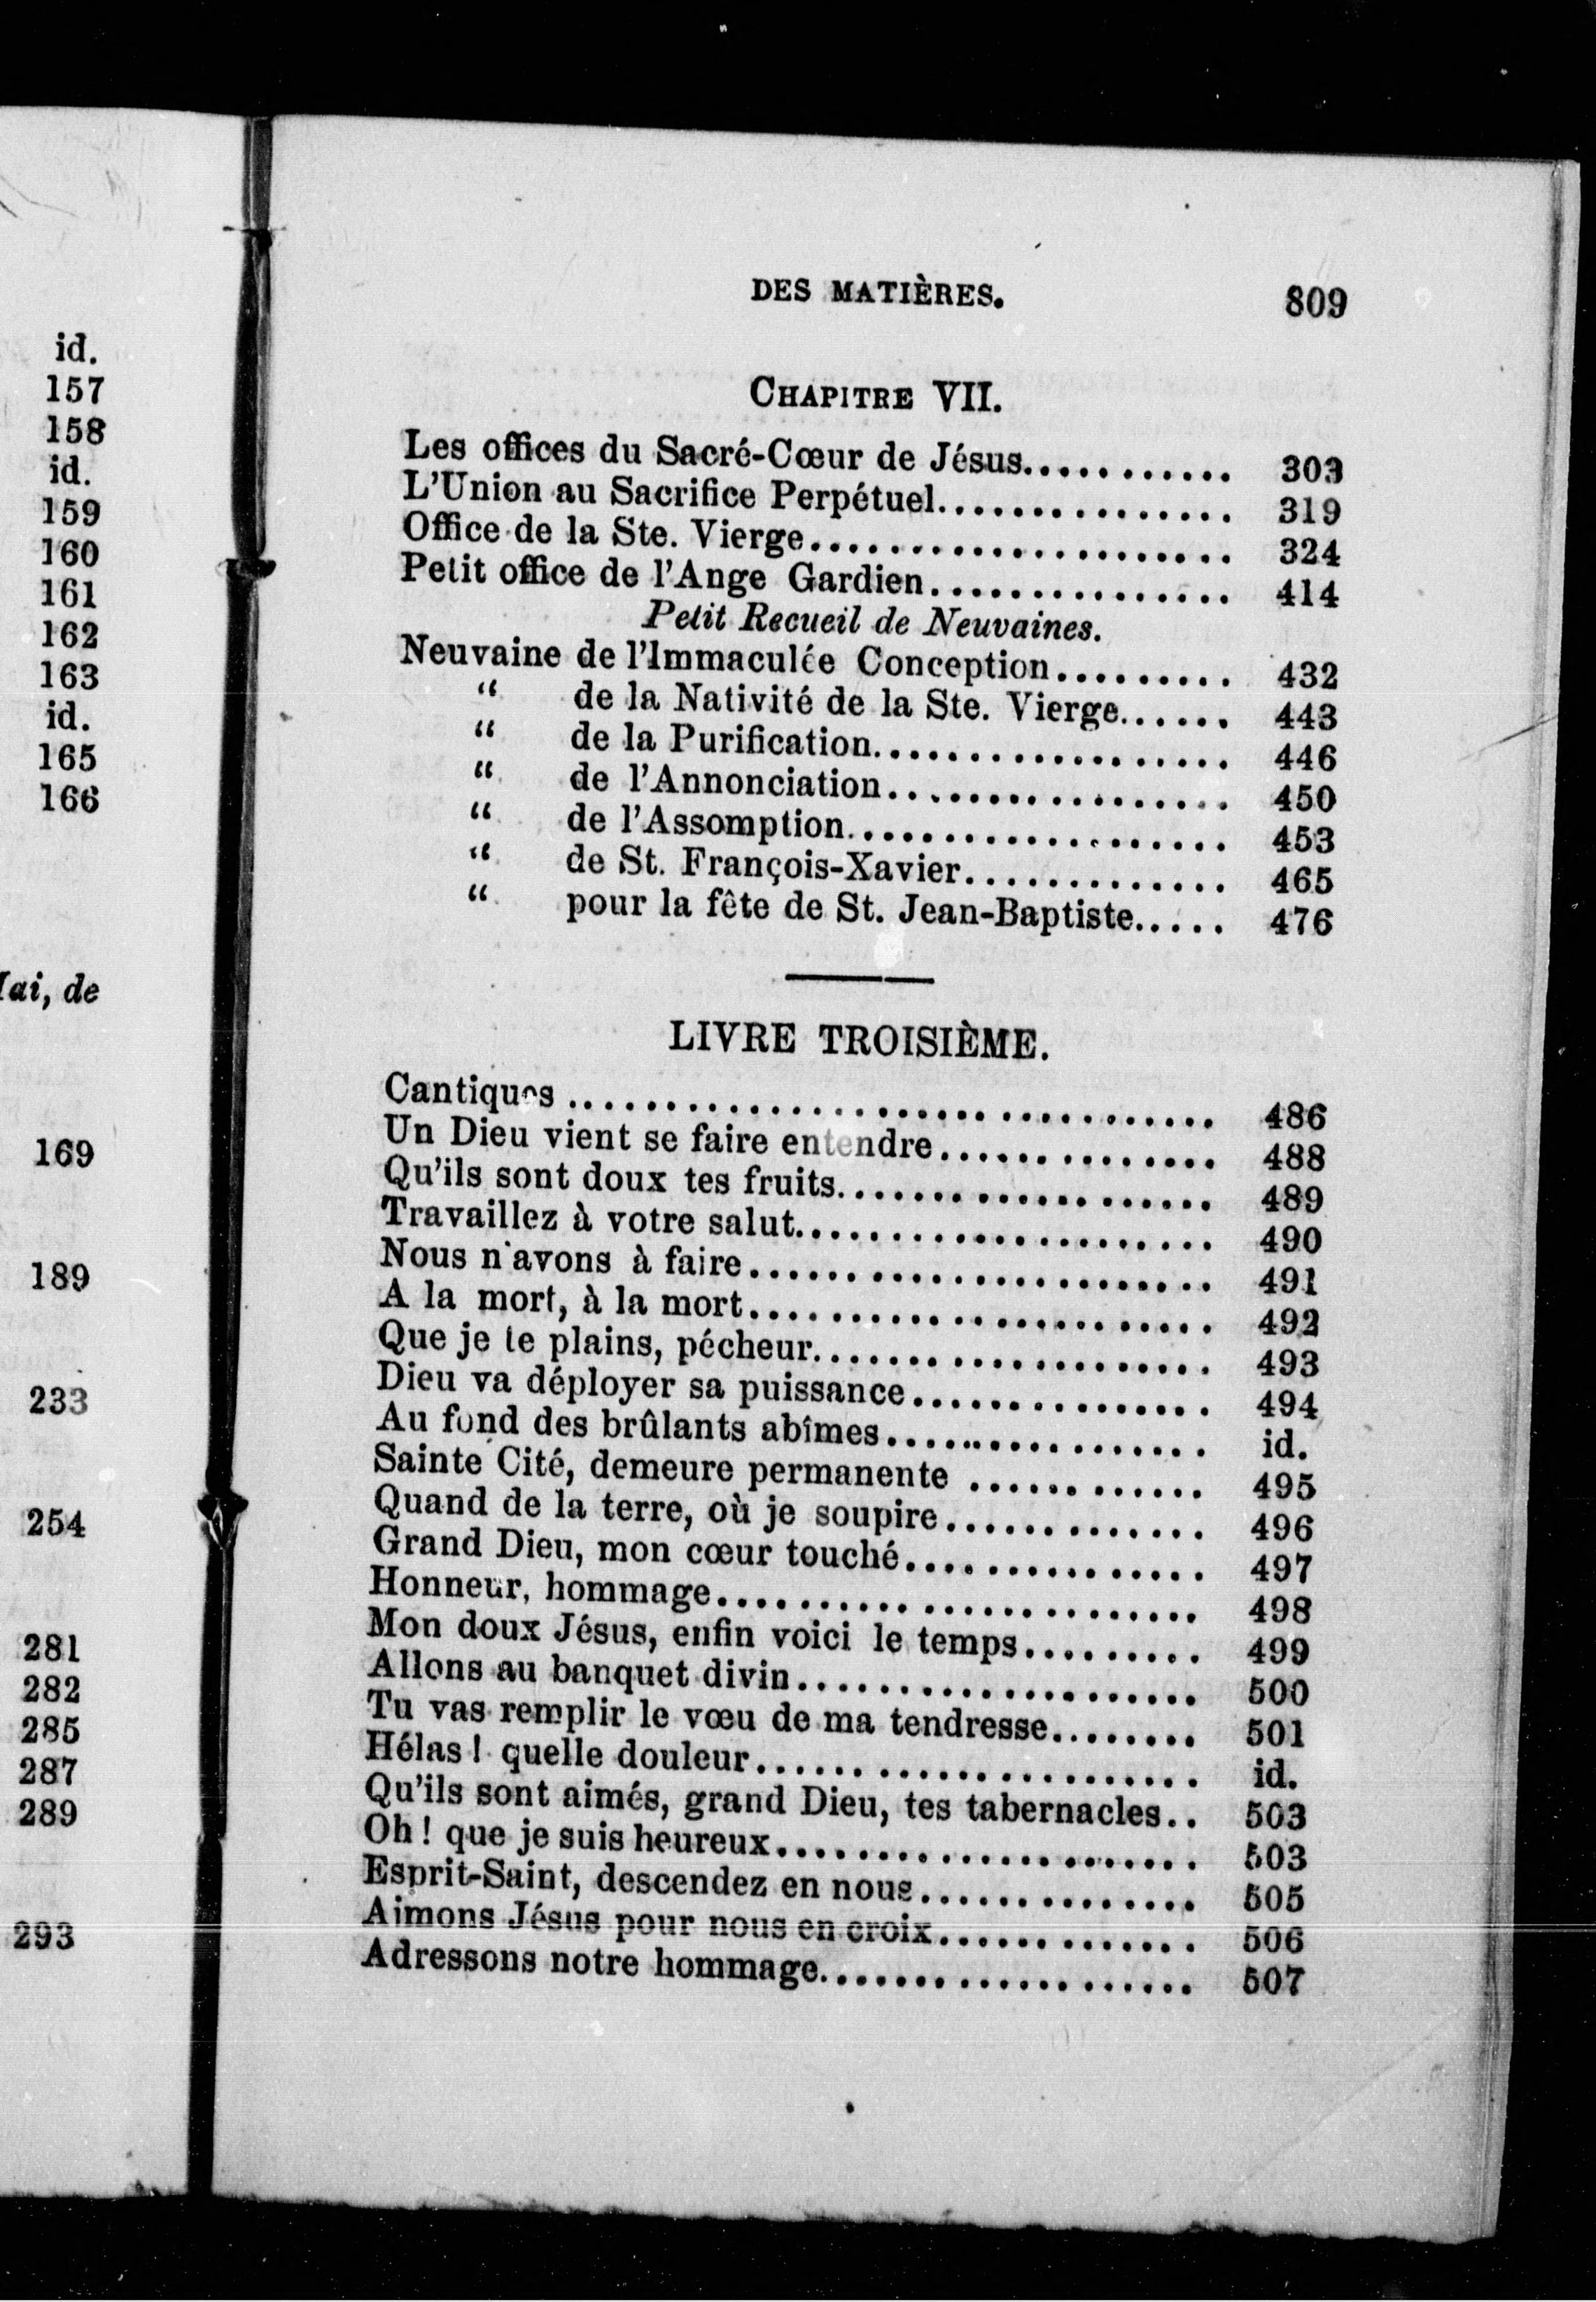 id.
157
158
id.
159
160
161
162
163
id.
165
166
ai, de
169
189
233
254
281
282
285
287
289
293
DES MATIÈRES. 809
CHAPITRE VII.
Les offices du Sacré-Cœur de Jésus........... 303
L'Union au Sacrifice Perpétuel............... 319
Office de la Ste. Vierge..................... 324
Petit office de l'Ange Gardien............... 414
Petit Recueil de Neuvaines.
Neuvaine de l'Immaculée Conception......... 432
“ de la Nativité de la Ste. Vierge...... 443
“ de la Purification.................. 446
“ de l'Annonciation................. 450
“ de l'Assomption................... 453
“ de St. François-Xavier............. 465
“ pour la fête de St. Jean-Baptiste..... 476
LIVRE TROISIÈME.
Cantiques ................................. 486
Un Dieu vient se faire entendre.............. 488
Qu'ils sont doux tes fruits................... 489
Travaillez à votre salut..................... 490
Nous n'avons à faire........................ 491
A la mort, à la mort........................ 492
Que je te plains, pécheur.................... 493
Dieu va déployer sa puissance............... 494
Au fond des brûlants abîmes................. id.
Sainte Cité, demeure permanente ............ 495
Quand de la terre, où je soupire............. 496
Grand Dieu, mon cœur touché............... 497
Honneur, hommage........................ 498
Mon doux Jésus, enfin voici le temps......... 499
Allons au banquet divin.................... 500
Tu vas remplir le vœu de ma tendresse........ 501
Hélas ! quelle douleur...................... id.
Qu'ils sont aimés, grand Dieu, tes tabernacles.. 503
Oh ! que je suis heureux..................... 503
Esprit-Saint, descendez en nous.............. 505
Aimons Jésus pour nous en croix............. 506
Adressons notre hommage................... 507